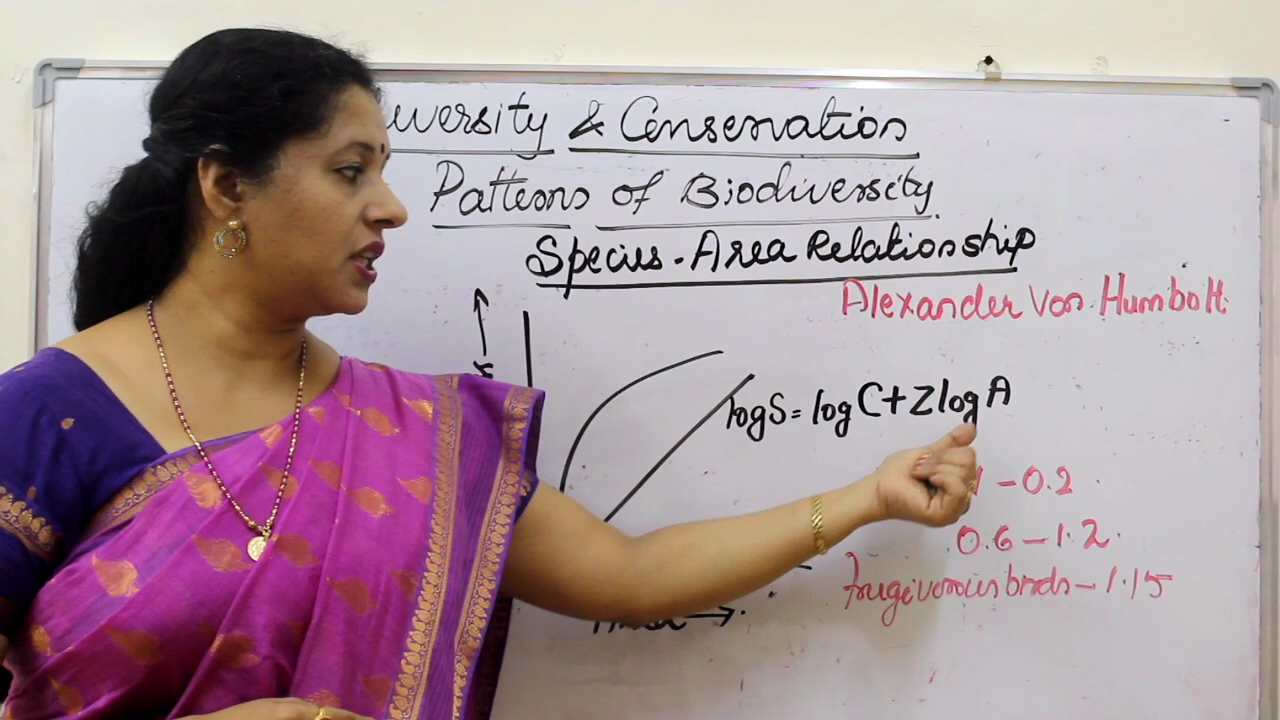 iversity & Conservation
Patterns of Biodiversity
Species-Area Relationship
Alexander Von Humbolt
logS = log C + Z log A
- 0.2
0.6 - 1.2
frugivorous birds - 1.15